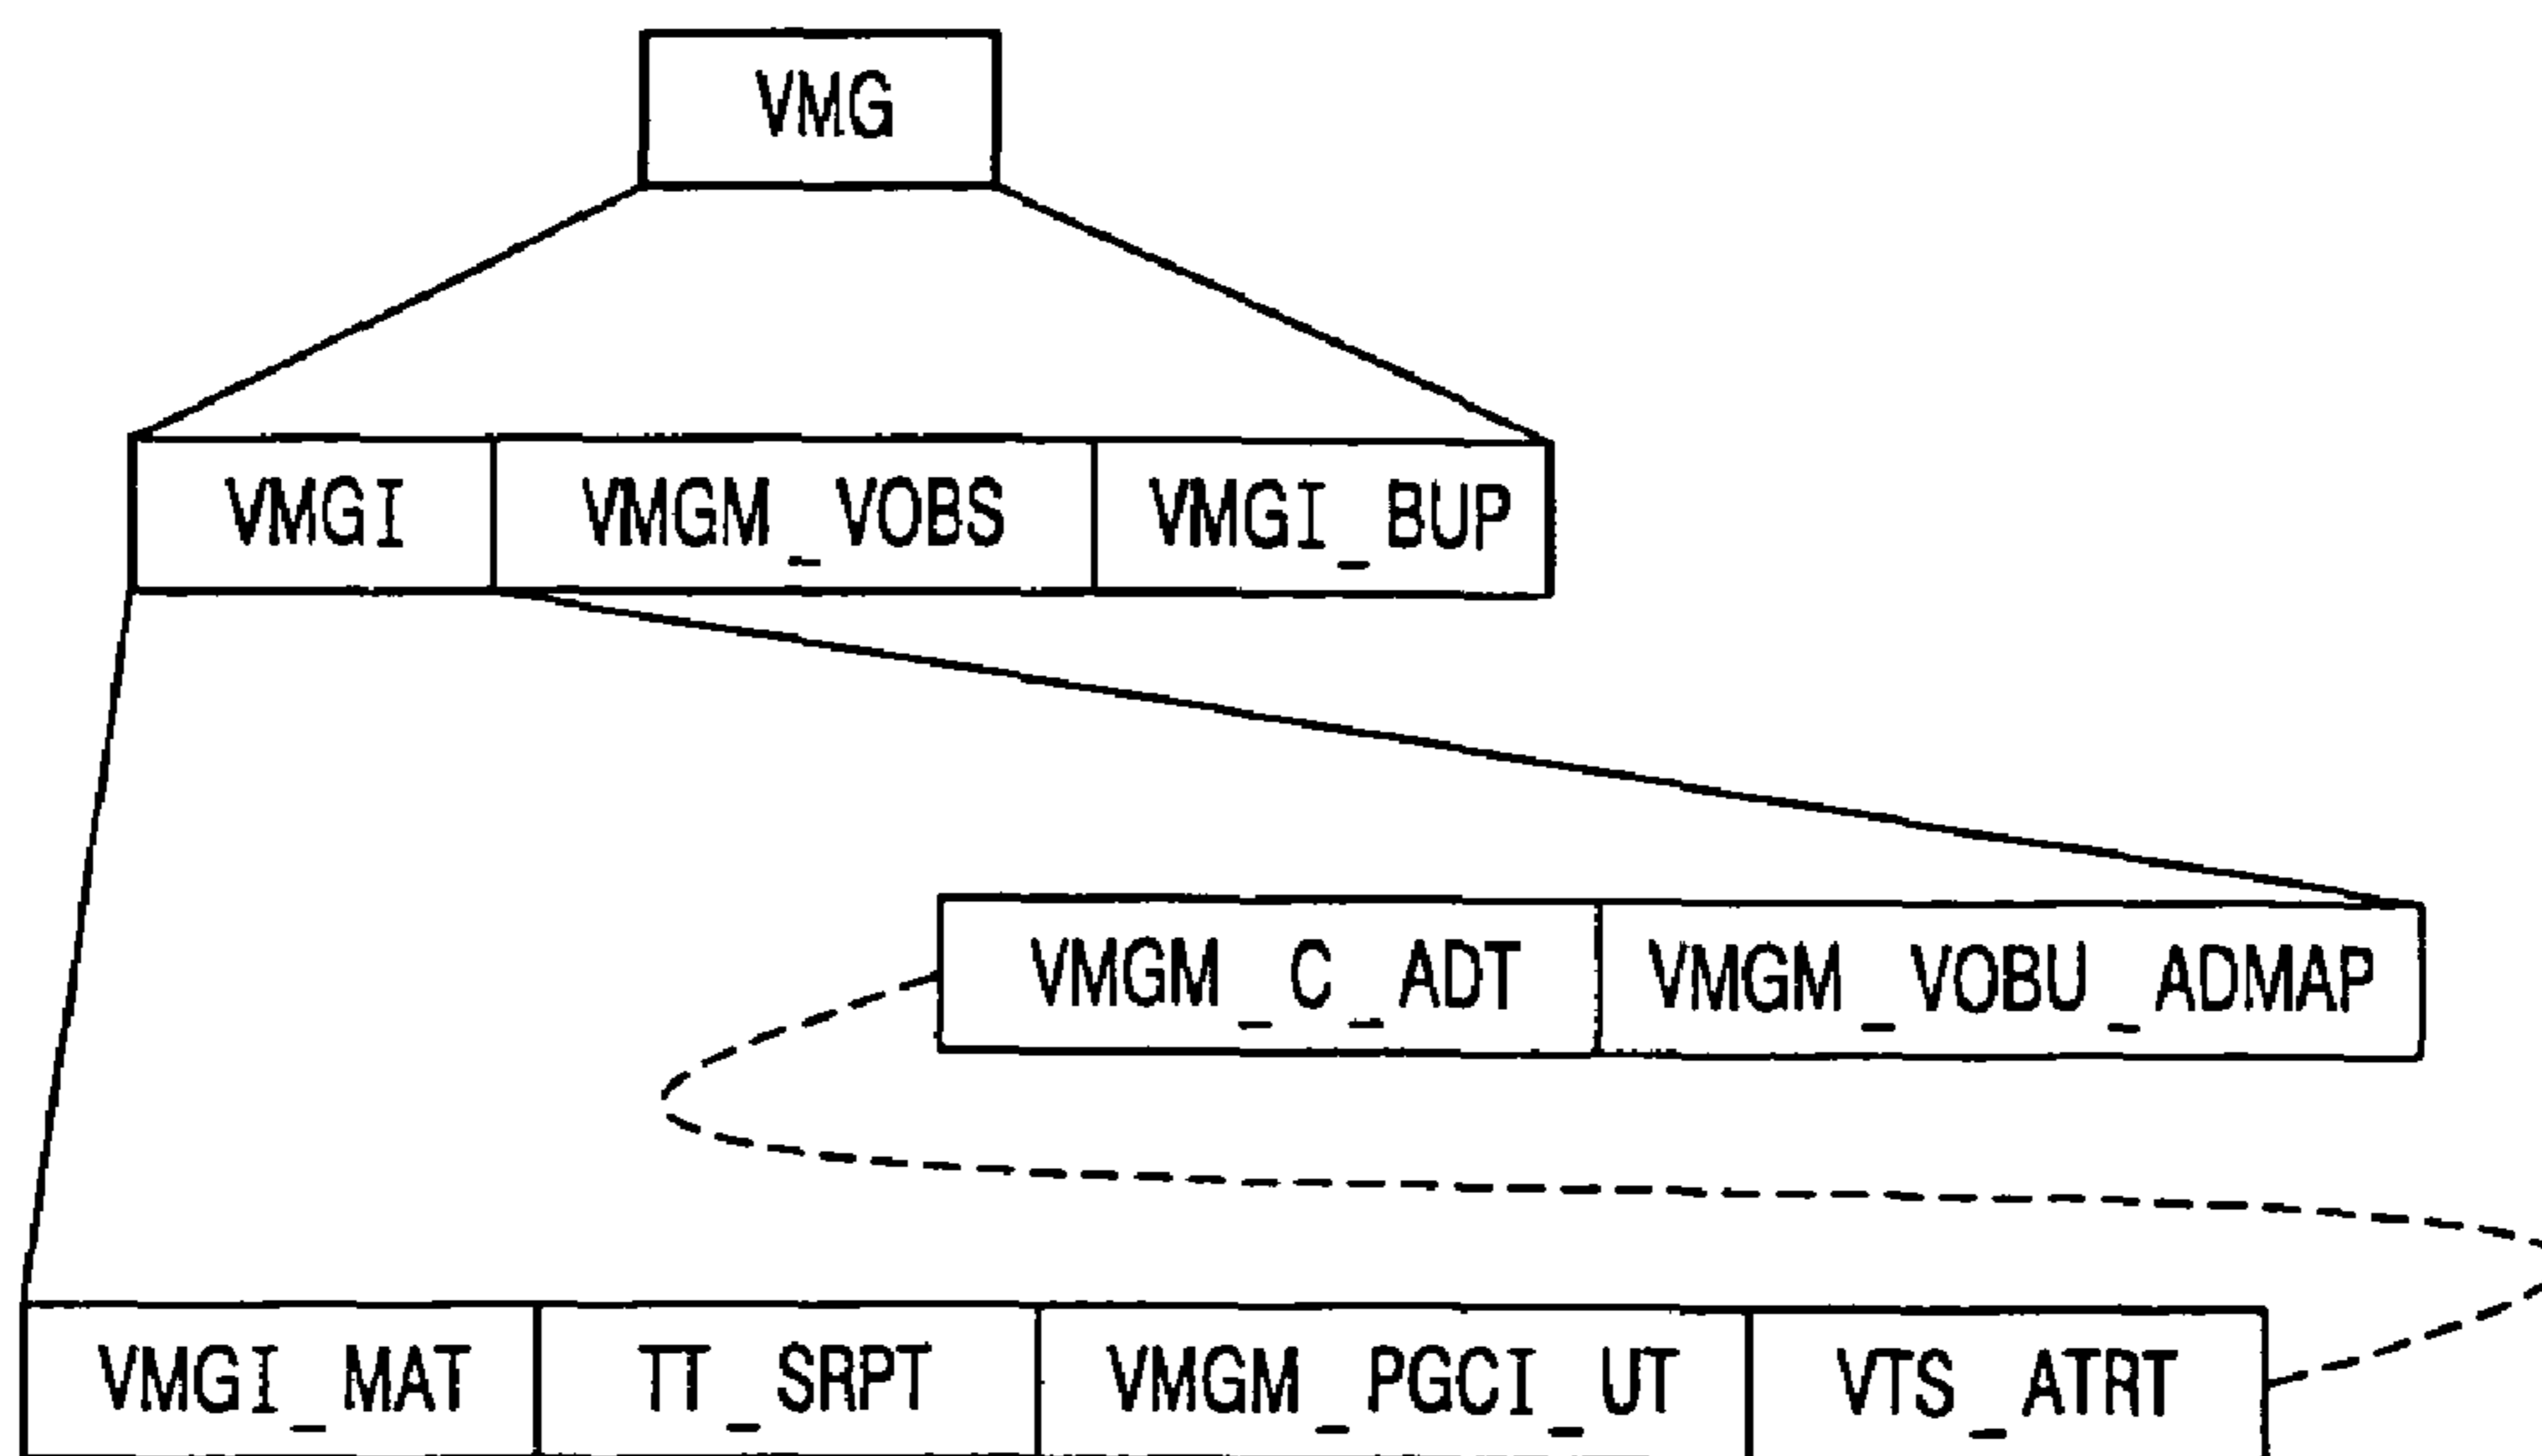 VMG
VMGI VMGM_VOBS VMGI_BUP
VMGM_C_ADT VMGM_VOBU_ADMAP
VMGI_MAT TT_SRPT VMGM_PGCI_UT VTS_ATRT